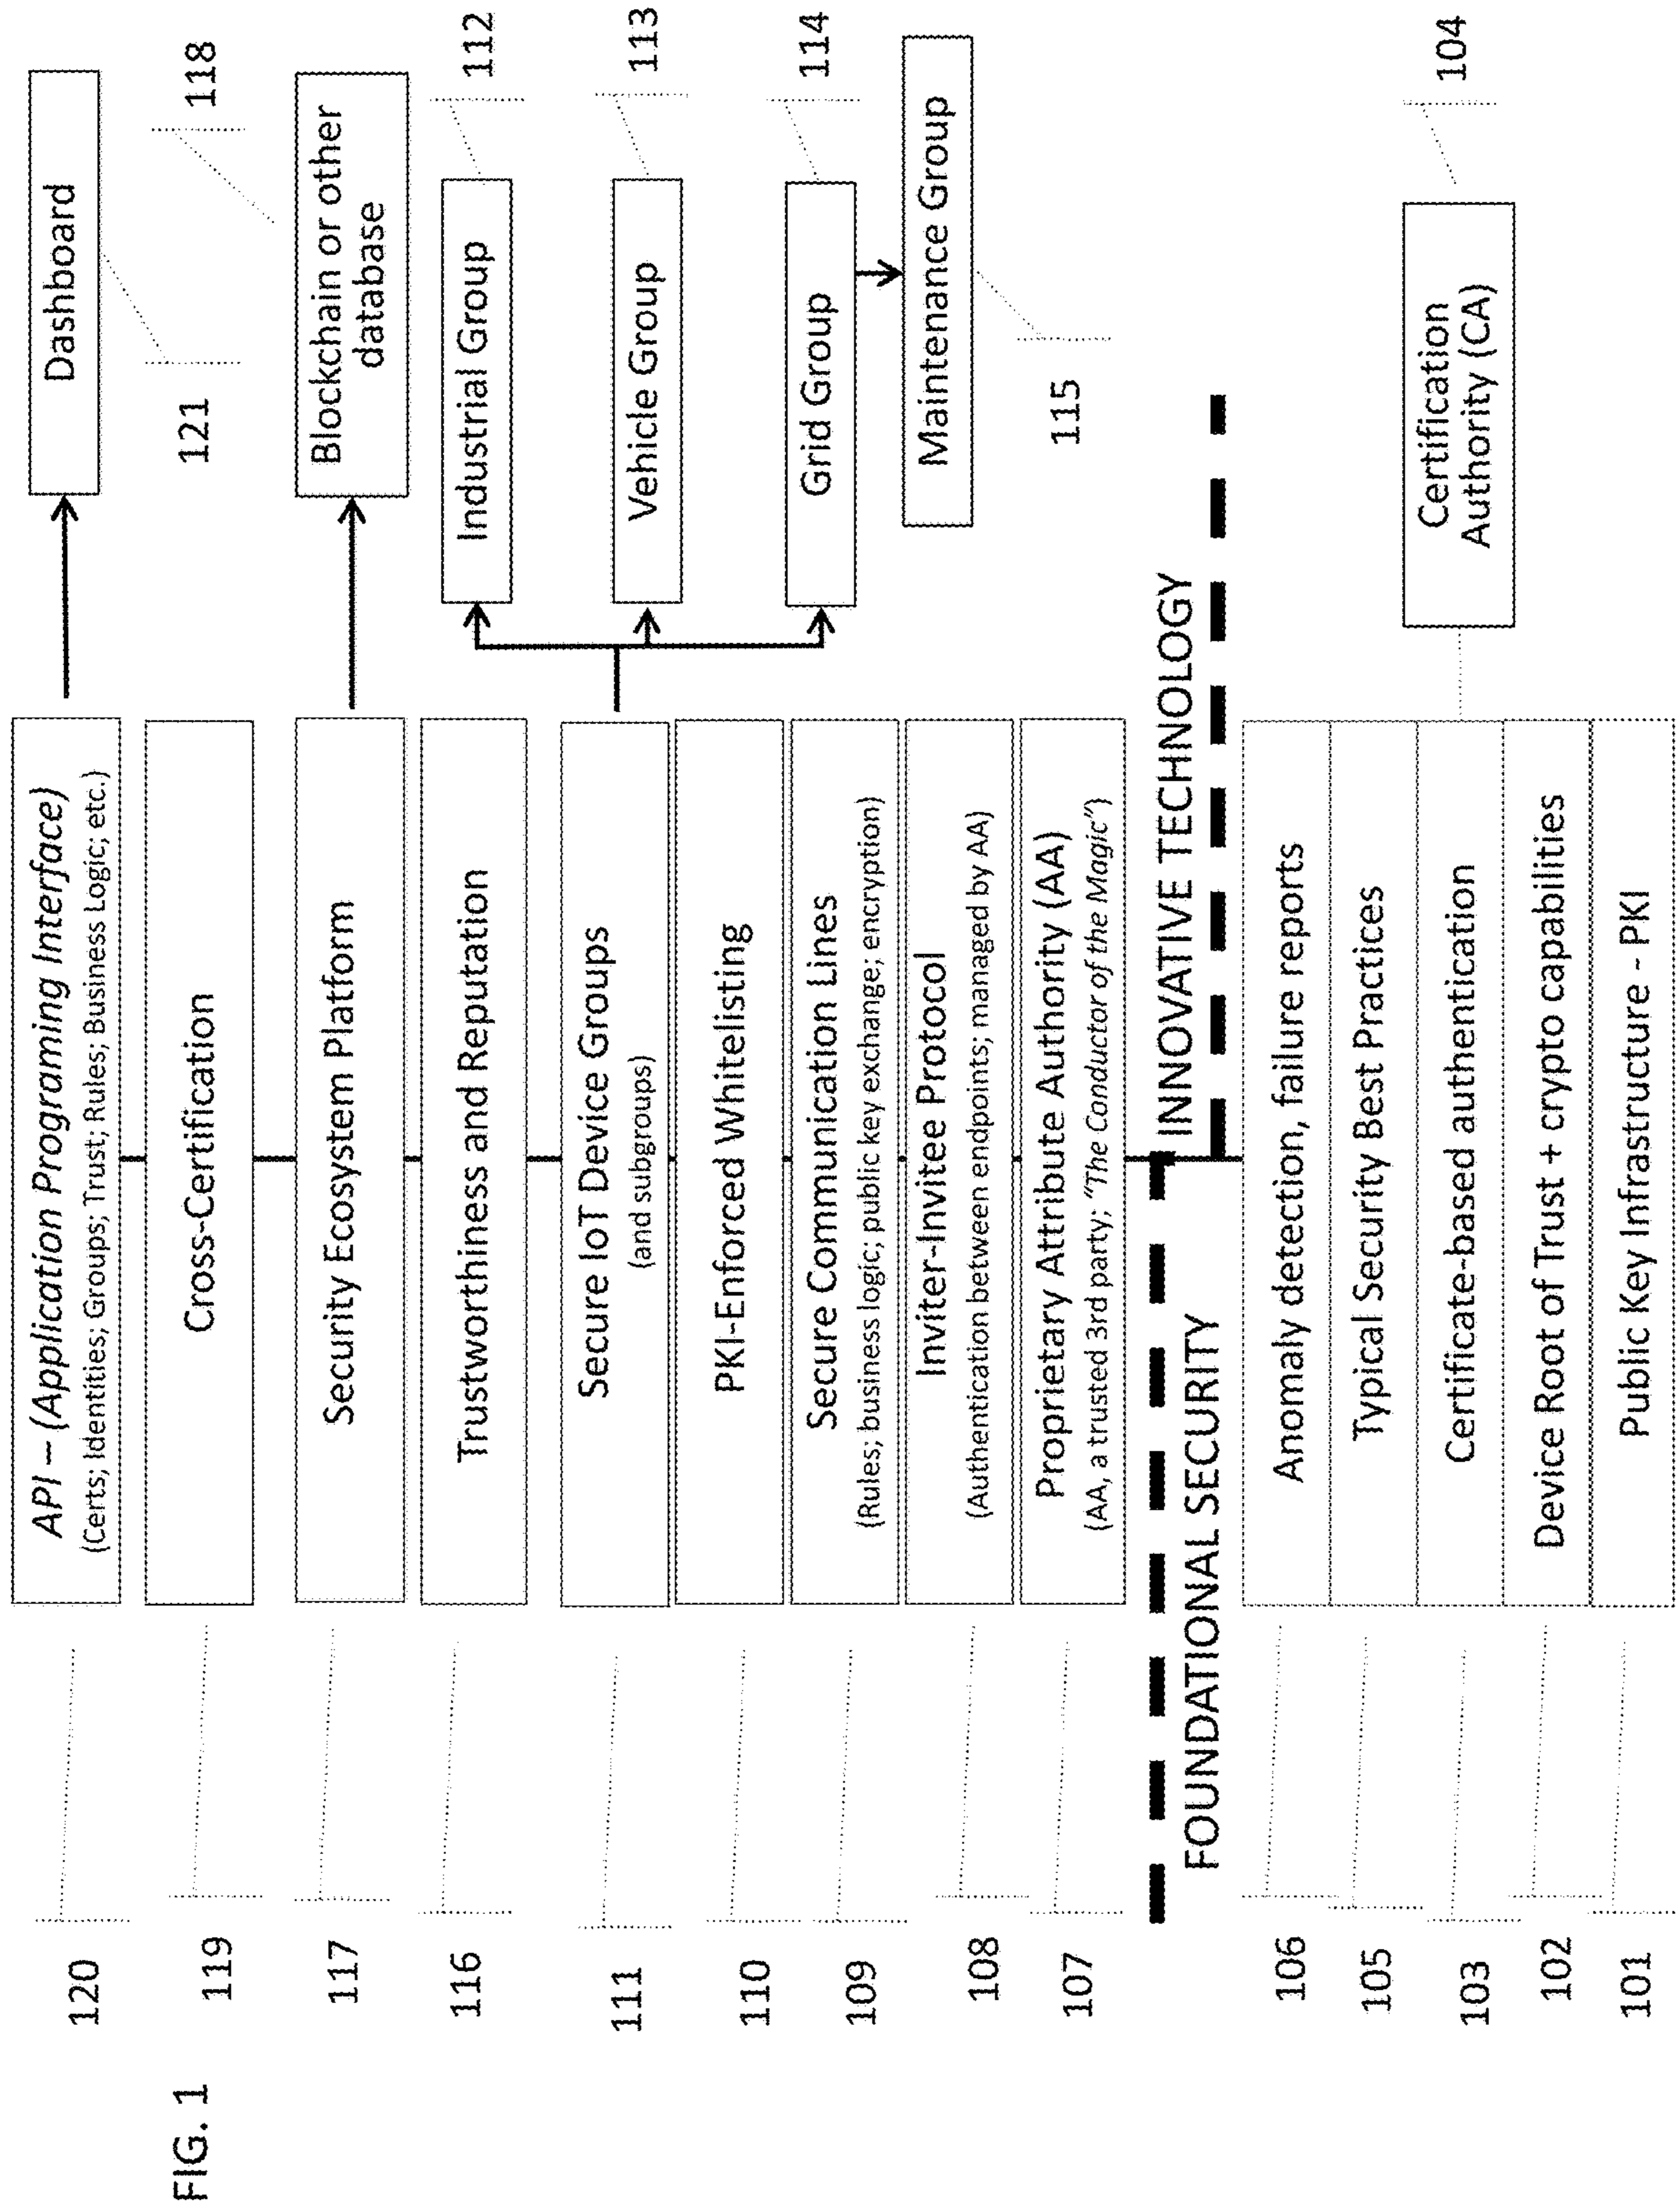 FIG. 1
120
API – (Application Programing Interface)
(Certs; Identities; Groups; Trust; Rules; Business Logic; etc.)
Dashboard
121
119
Cross-Certification
118
117
Security Ecosystem Platform
Blockchain or other
database
116
Trustworthiness and Reputation
Industrial Group
112
111
Secure IoT Device Groups
(and subgroups)
Vehicle Group
113
110
PKI-Enforced Whitelisting
109
Secure Communication Lines
(Rules; business logic; public key exchange; encryption)
Grid Group
114
108
Inviter-Invitee Protocol
(Authentication between endpoints; managed by AA)
Maintenance Group
115
107
Proprietary Attribute Authority (AA)
(AA, a trusted 3rd party; “The Conductor of the Magic”)
INNOVATIVE TECHNOLOGY
FOUNDATIONAL SECURITY
106
Anomaly detection, failure reports
105
Typical Security Best Practices
103
Certificate-based authentication
Certification
Authority (CA)
104
102
Device Root of Trust + crypto capabilities
101
Public Key Infrastructure - PKI